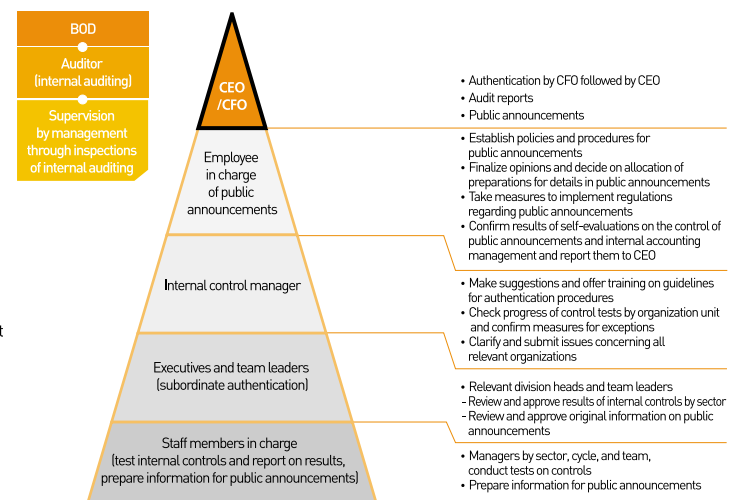 BOD
Auditor
(internal auditing)
Supervision
by management
through inspections
of internal auditing
CEO
/CFO
• Authentication by CFO followed by CEO
• Audit reports
• Public announcements
Employee
in charge
of public
announcements
• Establish policies and procedures for
public announcements
• Finalize opinions and decide on allocation of
preparations for details in public announcements
• Take measures to implement regulations
regarding public announcements
• Confirm results of self-evaluations on the control of
public announcements and internal accounting
management and report them to CEO
Internal control manager
• Make suggestions and offer training on guidelines
for authentication procedures
• Check progress of control tests by organization unit
and confirm measures for exceptions
• Clarify and submit issues concerning all
relevant organizations
t
Executives and team leaders
(subordinate authentication)
• Relevant division heads and team leaders
- Review and approve results of internal controls by sector
- Review and approve original information on public
announcements
Staff members in charge
(test internal controls and report on results,
prepare information for public announcements)
• Managers by sector, cycle, and team,
conduct tests on controls
• Prepare information for public announcements